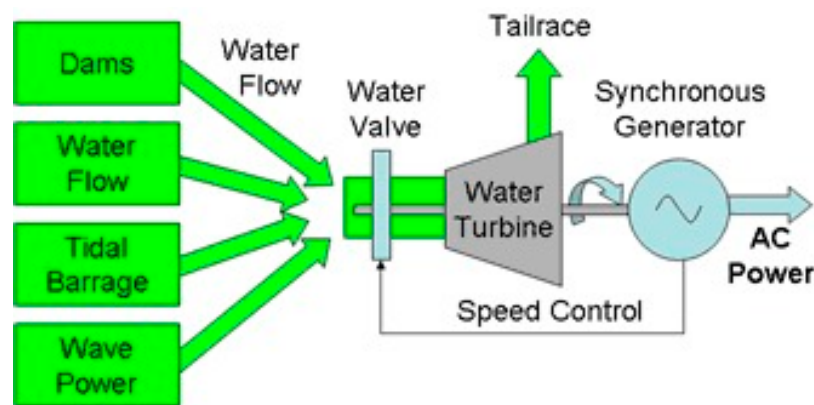 Dams
Water
Flow
Tidal
Barrage
Wave
Power
Water
Flow
Water
Valve
Tailrace
Water
Turbine
Synchronous
Generator
AC
Power
Speed Control